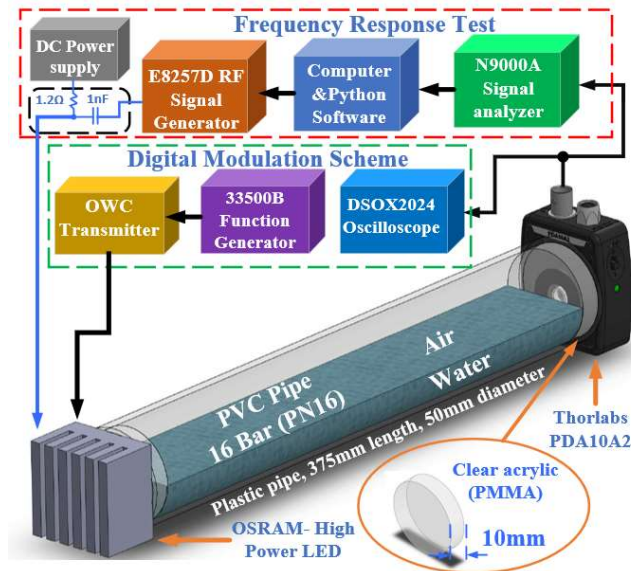 Frequency Response Test
DC Power
supply
1.2Ω
1nF
E8257D RF
Signal
Generator
Computer
&Python
Software
N9000A
Signal
analyzer
Digital Modulation Scheme
OWC
Transmitter
33500B
Function
Generator
DSOX2024
Oscilloscope
Air
Water
PVC Pipe
16 Bar (PN16)
Plastic pipe, 375mm length, 50mm diameter
Thorlabs
PDA10A2
Clear acrylic
(PMMA)
10mm
OSRAM- High
Power LED